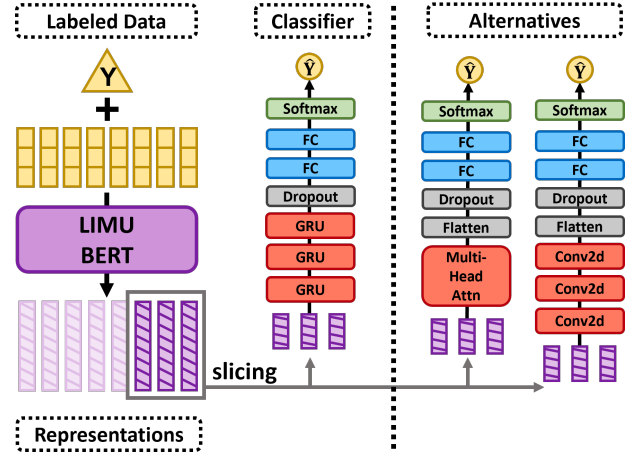 Labeled Data
Y
+
LIMU
BERT
slicing
Representations
Classifier
Ŷ
Softmax
FC
FC
Dropout
GRU
GRU
GRU
Alternatives
Ŷ
Softmax
FC
FC
Dropout
Flatten
Multi-
Head
Attn
Ŷ
Softmax
FC
FC
Dropout
Flatten
Conv2d
Conv2d
Conv2d